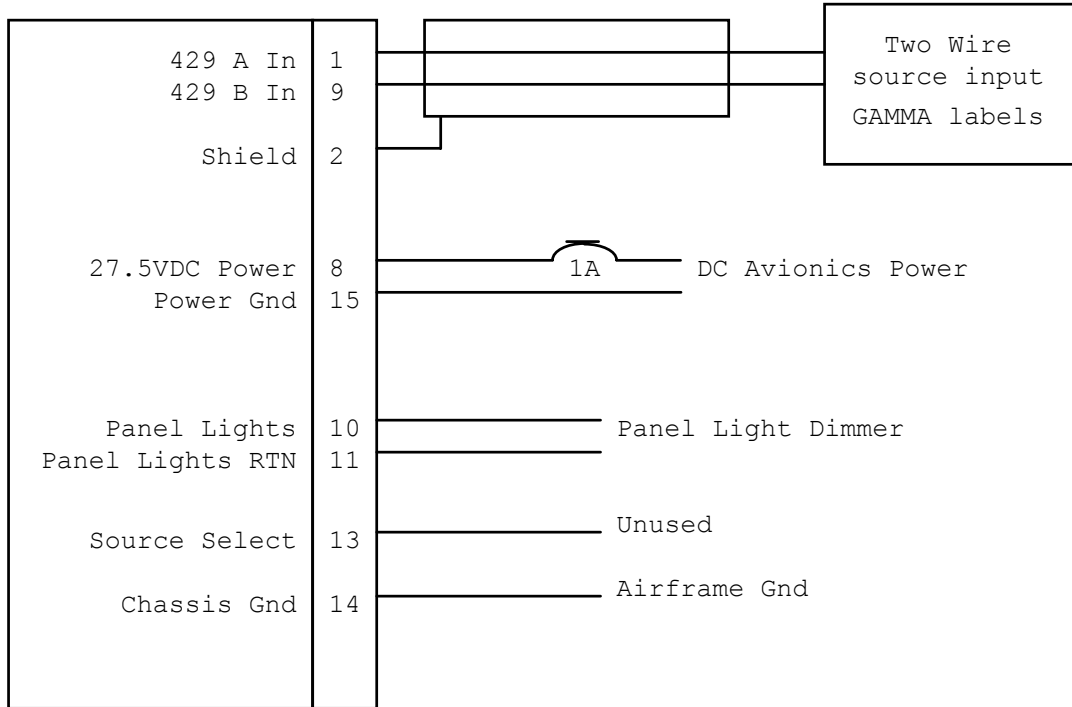 429 A In 1
429 B In 9
Two Wire
source input
GAMMA labels
Shield 2
27.5VDC Power 8 1A DC Avionics Power
Power Gnd 15
Panel Lights 10 Panel Light Dimmer
Panel Lights RTN 11
Source Select 13 Unused
Chassis Gnd 14 Airframe Gnd